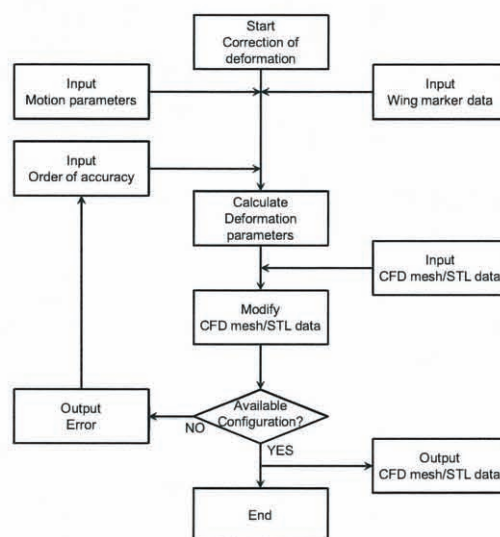 Start
Correction of
deformation
Input
Motion parameters
Input
Wing marker data
Input
Order of accuracy
Calculate
Deformation
parameters
Input
CFD mesh/STL data
Modify
CFD mesh/STL data
Available
Configuration?
NO
YES
Output
Error
Output
CFD mesh/STL data
End